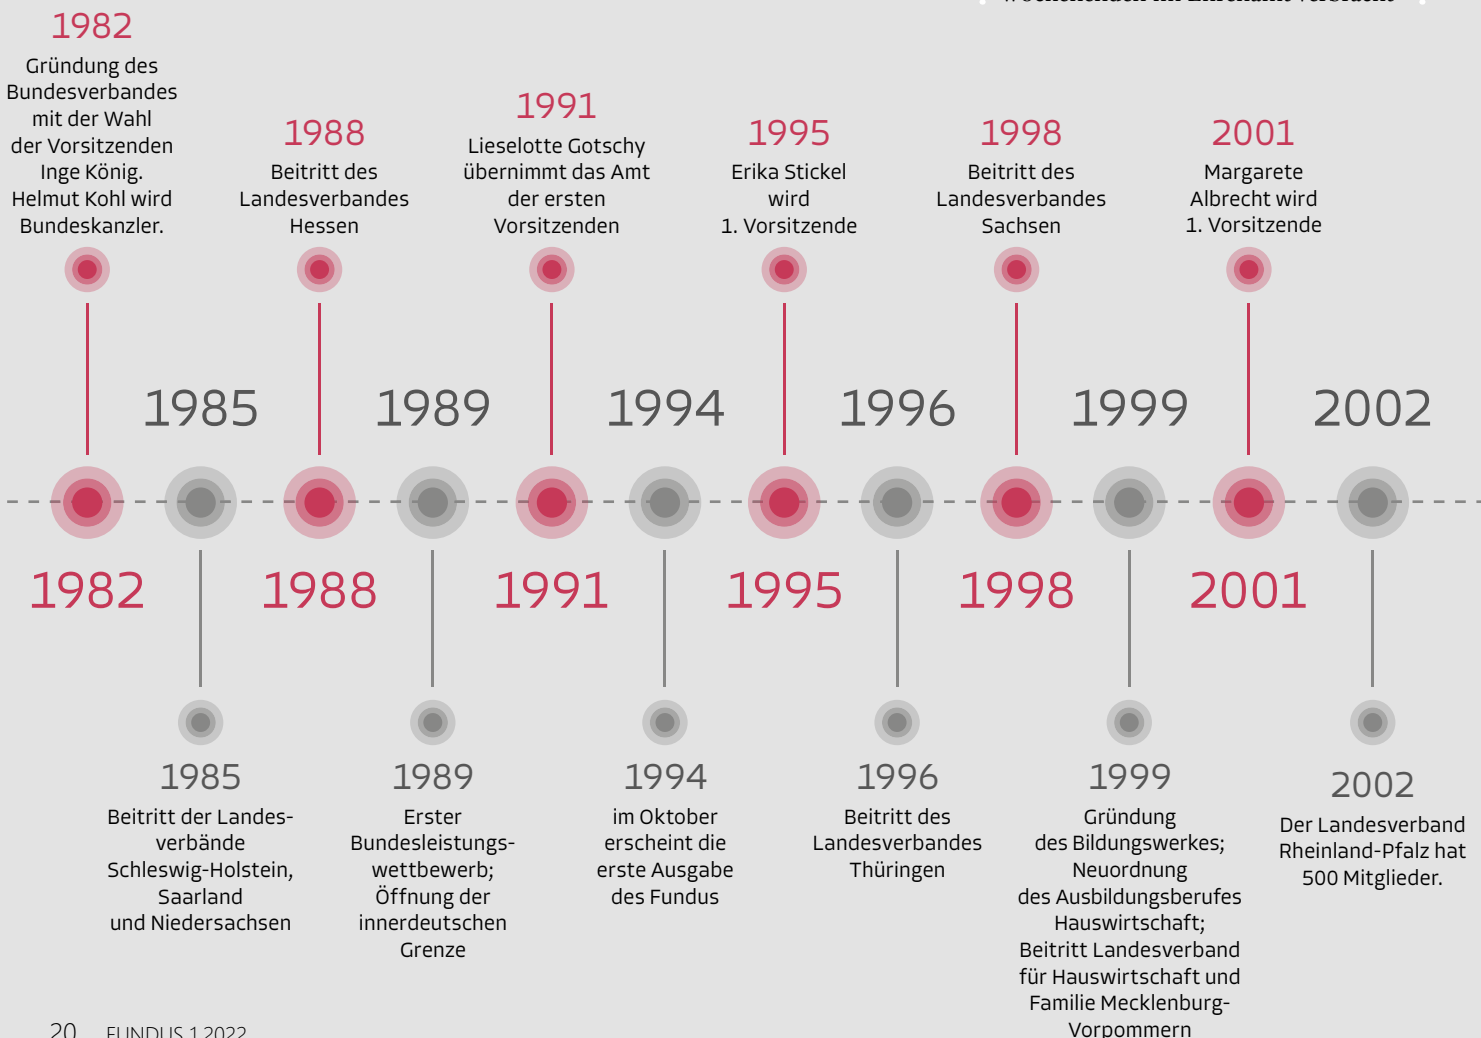 Wochenenden im Ehrenamt verbracht
1982
Gründung des
Bundesverbandes
mit der Wahl
der Vorsitzenden
Inge König.
Helmut Kohl wird
Bundeskanzler.
1988
Beitritt des
Landesverbandes
Hessen
1991
Lieselotte Gotschy
übernimmt das Amt
der ersten
Vorsitzenden
1995
Erika Stickel
wird
1. Vorsitzende
1998
Beitritt des
Landesverbandes
Sachsen
2001
Margarete
Albrecht wird
1. Vorsitzende
1985
1989
1994
1996
1999
2002
1982
1988
1991
1995
1998
2001
1985
Beitritt der Landes-
verbände
Schleswig-Holstein,
Saarland
und Niedersachsen
1989
Erster
Bundesleistungs-
wettbewerb;
Öffnung der
innerdeutschen
Grenze
1994
im Oktober
erscheint die
erste Ausgabe
des Fundus
1996
Beitritt des
Landesverbandes
Thüringen
1999
Gründung
des Bildungswerkes;
Neuordnung
des Ausbildungsberufes
Hauswirtschaft;
Beitritt Landesverband
für Hauswirtschaft und
Familie Mecklenburg-
Vorpommern
2002
Der Landesverband
Rheinland-Pfalz hat
500 Mitglieder.
20 FUNDUS 1.2022